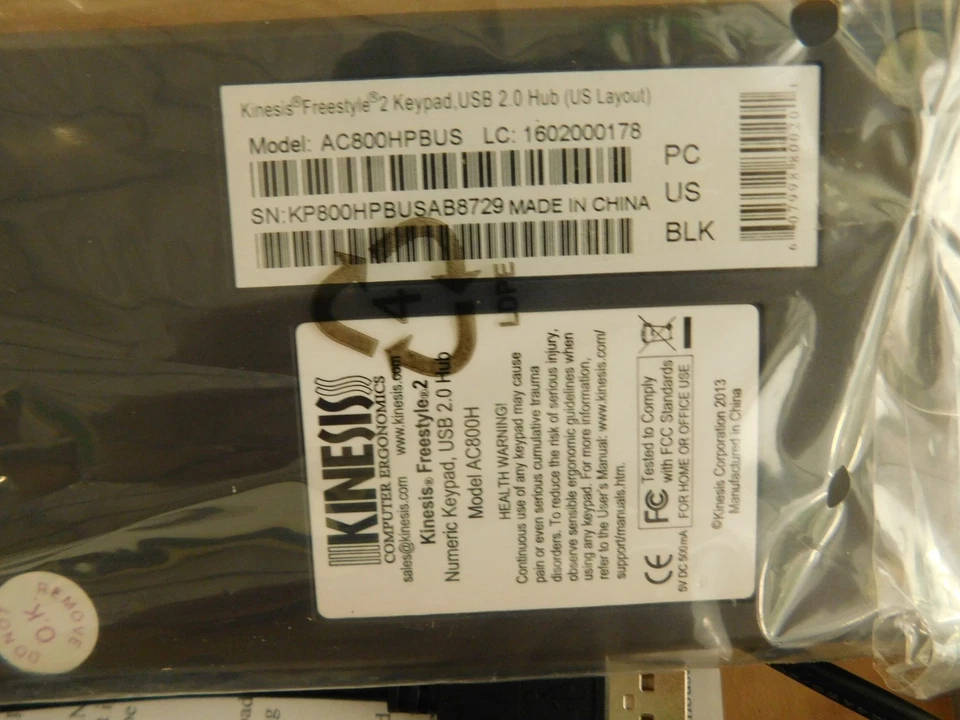 Kinesis®Freestyle®2 Keypad,USB 2.0 Hub (US Layout)
Model: AC800HPBUS LC: 1602000178
SN:KP800HPBUSAB8729 MADE IN CHINA
PC
US
BLK
4
LDPE
KINESIS
COMPUTER ERGONOMICS
sales@kinesis.com www.kinesis.com
Kinesis® Freestyle®2
Numeric Keypad, USB 2.0 Hub
Model AC800H
HEALTH WARNING!
Continuous use of any keypad may cause
pain or even serious cumulative trauma
disorders. To reduce the risk of serious injury,
observe sensible ergonomic guidelines when
using any keypad. For more information,
refer to the User's Manual: www.kinesis.com/
support/manuals.htm.
CE FC Tested to Comply
with FCC Standards
FOR HOME OR OFFICE USE
5V DC 500mA
©Kinesis Corporation 2013
Manufactured in China
DO NOT REMOVE
O.K.